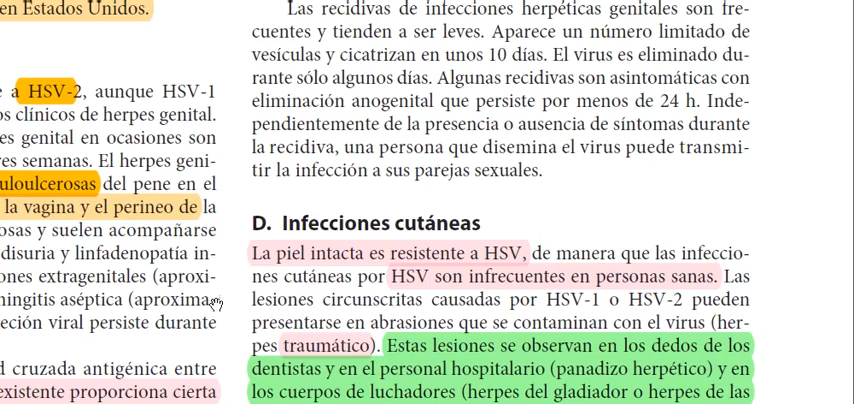 en Estados Unidos.
a HSV-2, aunque HSV-1
os clínicos de herpes genital.
es genital en ocasiones son
res semanas. El herpes geni-
uloulcerosas del pene en el
la vagina y el perineo de la
osas y suelen acompañarse
disuria y linfadenopatía in-
ones extragenitales (aproxi-
ningitis aséptica (aproxima-
eción viral persiste durante
d cruzada antigénica entre
existente proporciona cierta
Las recidivas de infecciones herpéticas genitales son fre-
cuentes y tienden a ser leves. Aparece un número limitado de
vesículas y cicatrizan en unos 10 días. El virus es eliminado du-
rante sólo algunos días. Algunas recidivas son asintomáticas con
eliminación anogenital que persiste por menos de 24 h. Inde-
pendientemente de la presencia o ausencia de síntomas durante
la recidiva, una persona que disemina el virus puede transmi-
tir la infección a sus parejas sexuales.
D. Infecciones cutáneas
La piel intacta es resistente a HSV, de manera que las infeccio-
nes cutáneas por HSV son infrecuentes en personas sanas. Las
lesiones circunscritas causadas por HSV-1 o HSV-2 pueden
presentarse en abrasiones que se contaminan con el virus (her-
pes traumático). Estas lesiones se observan en los dedos de los
dentistas y en el personal hospitalario (panadizo herpético) y en
los cuerpos de luchadores (herpes del gladiador o herpes de las